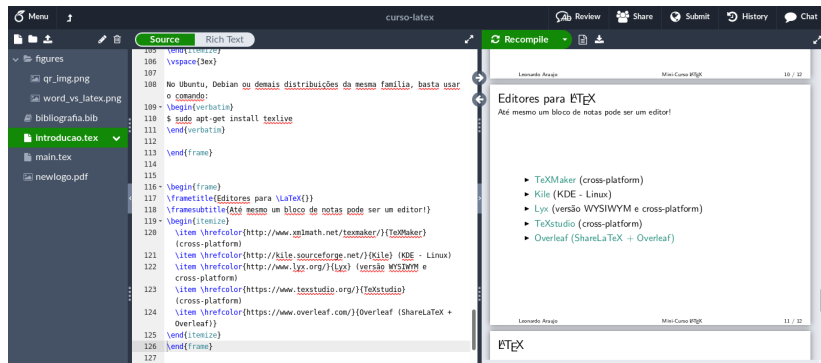 Menu
curso-latex
Review
Share
Submit
History
Chat
Source
Rich Text
Recompile
figures
qr_img.png
word_vs_latex.png
bibliografia.bib
introducao.tex
main.tex
newlogo.pdf
105 \end{itemize}
106 \vspace{3ex}
107
108 No Ubuntu, Debian ou demais distribuições da mesma família, basta usar
o comando:
109 \begin{verbatim}
110 $ sudo apt-get install texlive
111 \end{verbatim}
112
113 \end{frame}
114
115
116 \begin{frame}
117 \frametitle{Editores para \LaTeX{}}
118 \framesubtitle{Até mesmo um bloco de notas pode ser um editor!}
119 \begin{itemize}
120 \item \hrefcolor{http://www.xm1math.net/texmaker/}{TeXMaker}
(cross-platform)
121 \item \hrefcolor{http://kile.sourceforge.net/}{Kile} (KDE - Linux)
122 \item \hrefcolor{http://www.lyx.org/}{Lyx} (versão WYSIWYM e
cross-platform)
123 \item \hrefcolor{https://www.texstudio.org/}{TeXstudio}
(cross-platform)
124 \item \hrefcolor{https://www.overleaf.com/}{Overleaf (ShareLaTeX +
Overleaf)}
125 \end{itemize}
126 \end{frame}
127
Leonardo Araujo Mini-Curso LATEX 10 / 12
Editores para LATEX
Até mesmo um bloco de notas pode ser um editor!
► TeXMaker (cross-platform)
► Kile (KDE - Linux)
► Lyx (versão WYSIWYM e cross-platform)
► TeXstudio (cross-platform)
► Overleaf (ShareLaTeX + Overleaf)
Leonardo Araujo Mini-Curso LATEX 11 / 12
LATEX